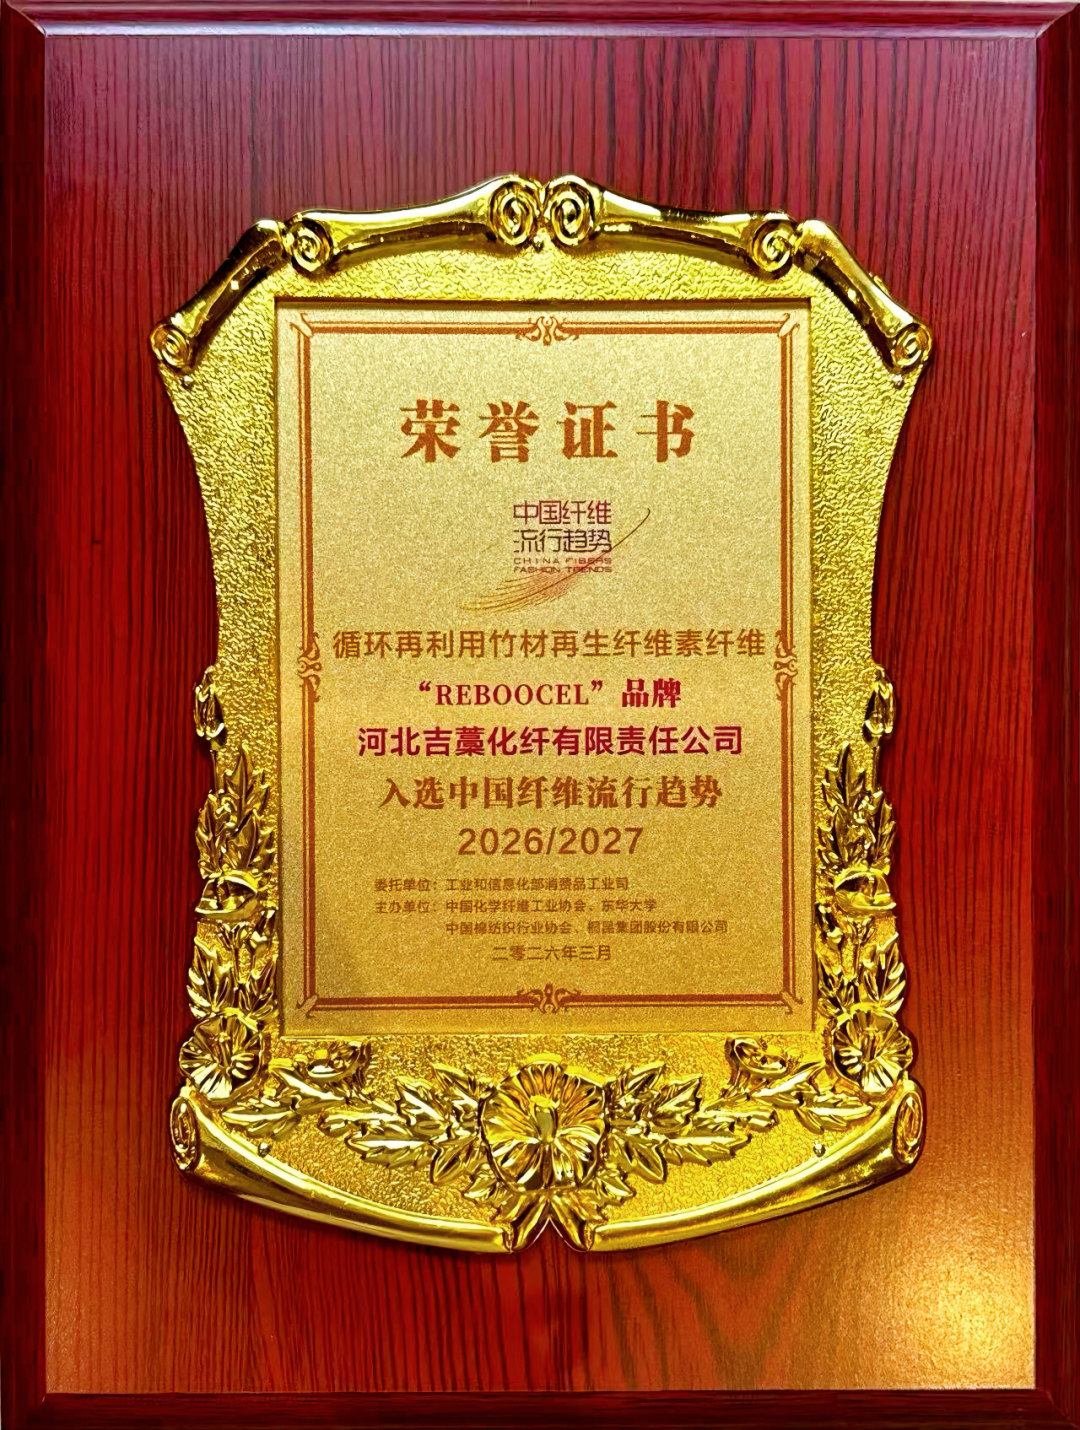 荣誉证书
中国纤维
流行趋势
CHINA FIBERS
FASHION TRENDS
循环再利用竹材再生纤维素纤维
“REBOOCEL”品牌
河北吉藁化纤有限责任公司
入选中国纤维流行趋势
2026/2027
委托单位：工业和信息化部消费品工业司
主办单位：中国化学纤维工业协会、东华大学
中国棉纺织行业协会、桐昆集团股份有限公司
二零二六年三月